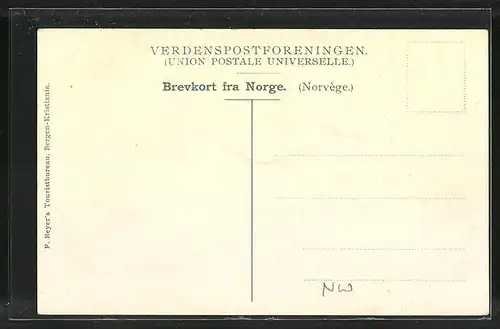 VERDENSPOSTFORENINGEN.
(UNION POSTALE UNIVERSELLE.)
Brevkort fra Norge. (Norvège.)
F. Beyer's Touristbureau. Bergen-Kristiania.
NW